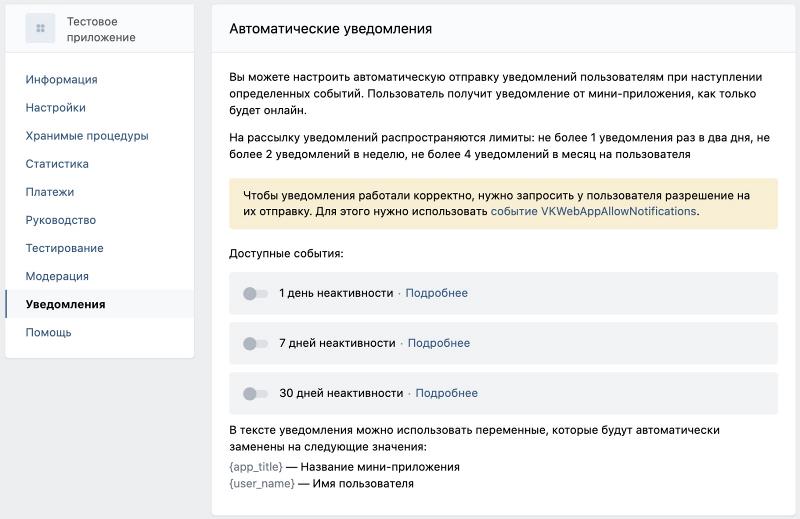 Тестовое
приложение
Информация
Настройки
Хранимые процедуры
Статистика
Платежи
Руководство
Тестирование
Модерация
Уведомления
Помощь
Автоматические уведомления
Вы можете настроить автоматическую отправку уведомлений пользователям при наступлении
определенных событий. Пользователь получит уведомление от мини-приложения, как только
будет онлайн.
На рассылку уведомлений распространяются лимиты: не более 1 уведомления раз в два дня, не
более 2 уведомлений в неделю, не более 4 уведомлений в месяц на пользователя
Чтобы уведомления работали корректно, нужно запросить у пользователя разрешение на
их отправку. Для этого нужно использовать событие VKWebAppAllowNotifications.
Доступные события:
1 день неактивности · Подробнее
7 дней неактивности · Подробнее
30 дней неактивности · Подробнее
В тексте уведомления можно использовать переменные, которые будут автоматически
заменены на следующие значения:
{app_title} — Название мини-приложения
{user_name} — Имя пользователя